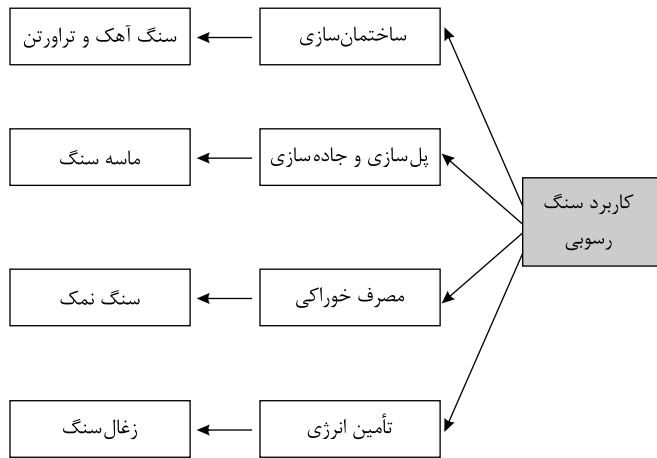 کاربرد سنگ
رسوبی
ساختمان‌سازی
سنگ آهک و تراورتن
پل‌سازی و جاده‌سازی
ماسه سنگ
مصرف خوراکی
سنگ نمک
تأمین انرژی
زغال‌سنگ